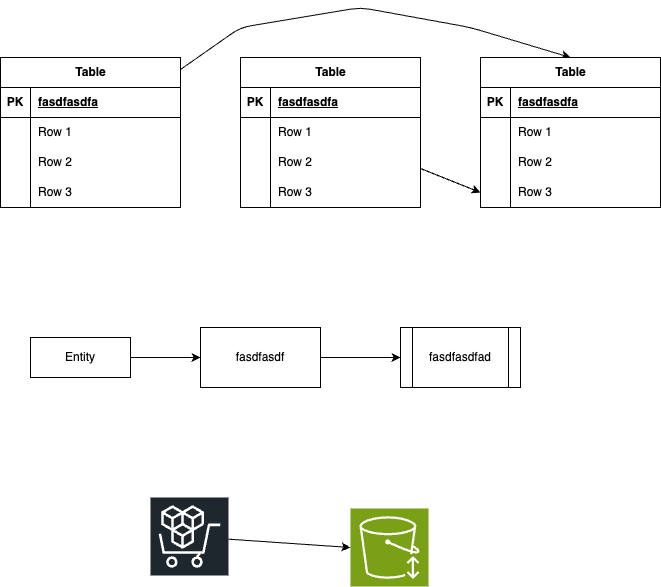 Table
PK fasdfasdfa
Row 1
Row 2
Row 3
Table
PK fasdfasdfa
Row 1
Row 2
Row 3
Table
PK fasdfasdfa
Row 1
Row 2
Row 3
Entity
fasdfasdf
fasdfasdfad